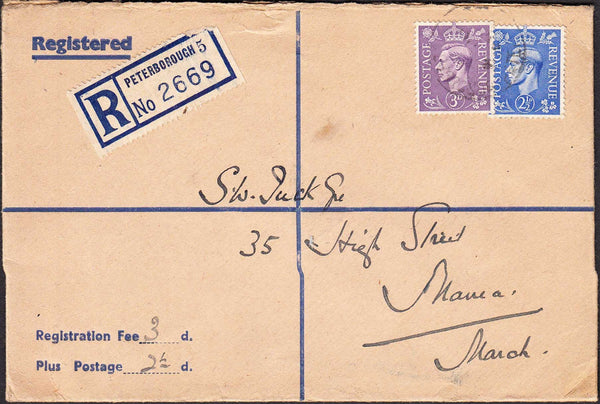 Registered
R
PETERBOROUGH 5
No 2669
POSTAGE REVENUE
3D
POSTAGE REVENUE
2½D
S.W. Tuck Esq
35 High Street
Manea.
March.
Registration Fee 3 d.
Plus Postage 2½ d.